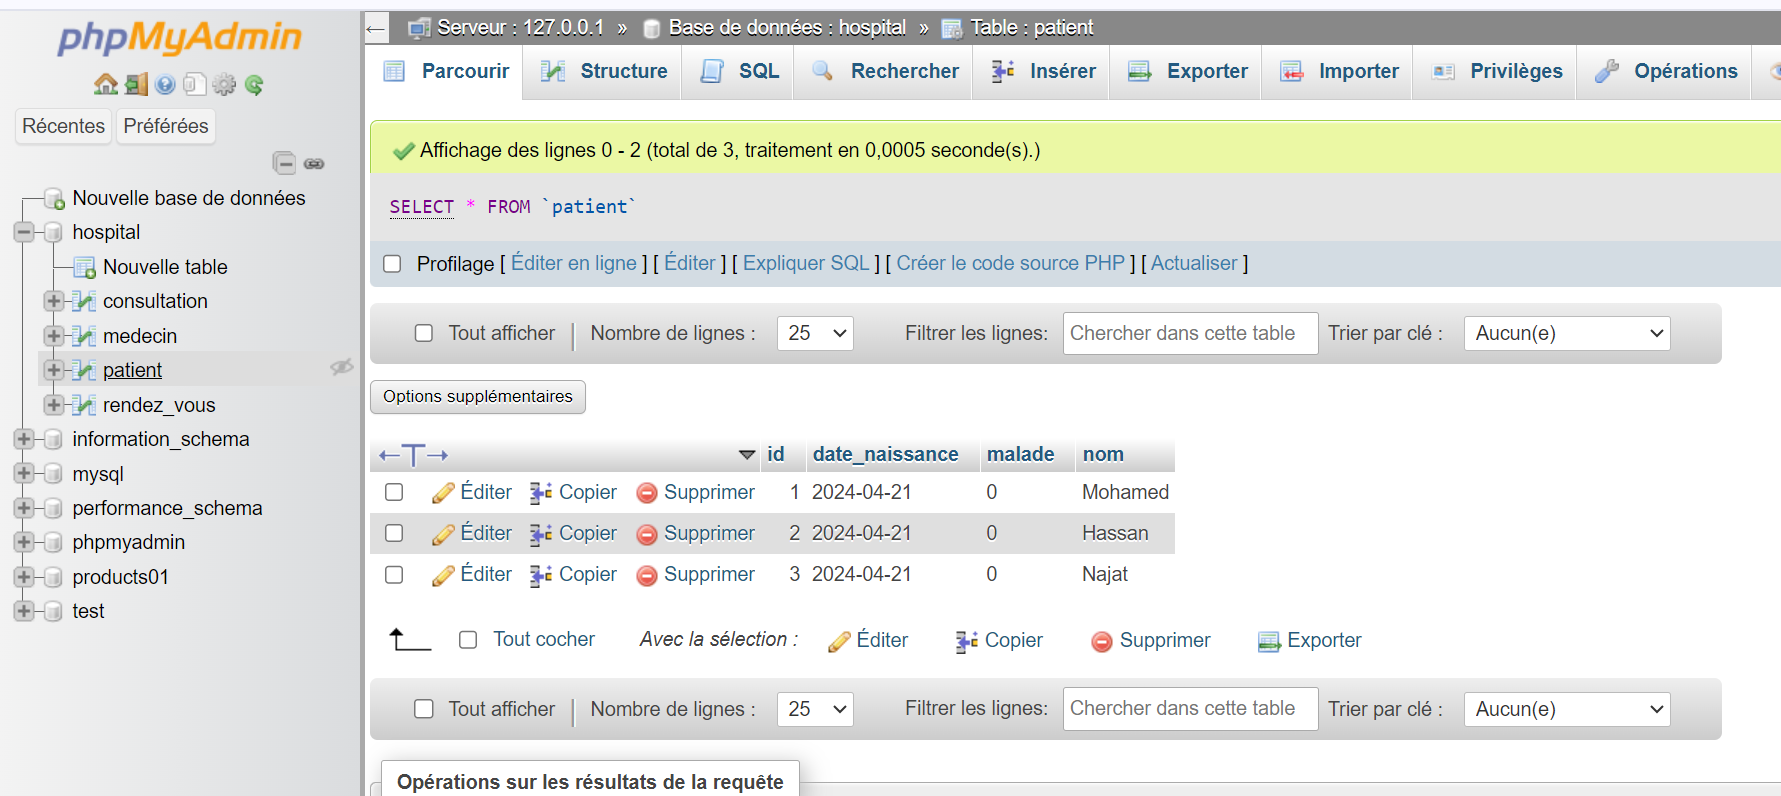 phpMyAdmin
Récentes
Préférées
Nouvelle base de données
hospital
Nouvelle table
consultation
medecin
patient
rendez_vous
information_schema
mysql
performance_schema
phpmyadmin
products01
test
Serveur : 127.0.0.1 » Base de données : hospital » Table : patient
Parcourir Structure SQL Rechercher Insérer Exporter Importer Privilèges Opérations
Affichage des lignes 0 - 2 (total de 3, traitement en 0,0005 seconde(s).)
SELECT * FROM `patient`
Profilage [ Éditer en ligne ] [ Éditer ] [ Expliquer SQL ] [ Créer le code source PHP ] [ Actualiser ]
Tout afficher | Nombre de lignes : 25 Filtrer les lignes: Chercher dans cette table Trier par clé : Aucun(e)
Options supplémentaires
←T→ id date_naissance malade nom
Éditer Copier Supprimer 1 2024-04-21 0 Mohamed
Éditer Copier Supprimer 2 2024-04-21 0 Hassan
Éditer Copier Supprimer 3 2024-04-21 0 Najat
Tout cocher Avec la sélection : Éditer Copier Supprimer Exporter
Tout afficher | Nombre de lignes : 25 Filtrer les lignes: Chercher dans cette table Trier par clé : Aucun(e)
Opérations sur les résultats de la requête